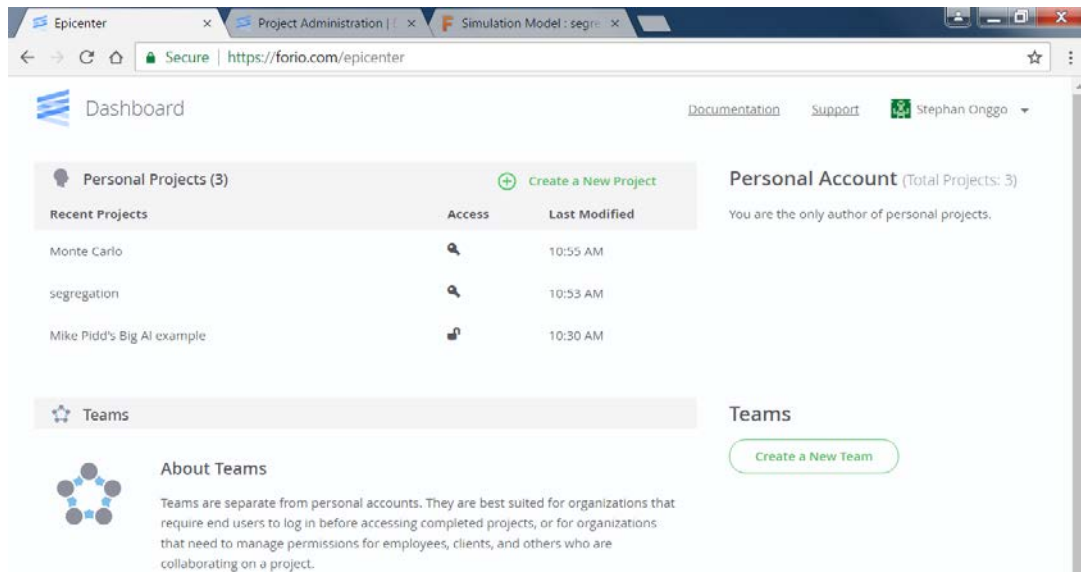 Epicenter
Project Administration | E
Simulation Model : segre
Secure | https://forio.com/epicenter
Dashboard
Documentation Support Stephan Onggo
Personal Projects (3) Create a New Project
Recent Projects Access Last Modified
Monte Carlo 10:55 AM
segregation 10:53 AM
Mike Pidd's Big Al example 10:30 AM
Personal Account (Total Projects: 3)
You are the only author of personal projects.
Teams
About Teams
Teams are separate from personal accounts. They are best suited for organizations that
require end users to log in before accessing completed projects, or for organizations
that need to manage permissions for employees, clients, and others who are
collaborating on a project.
Teams
Create a New Team